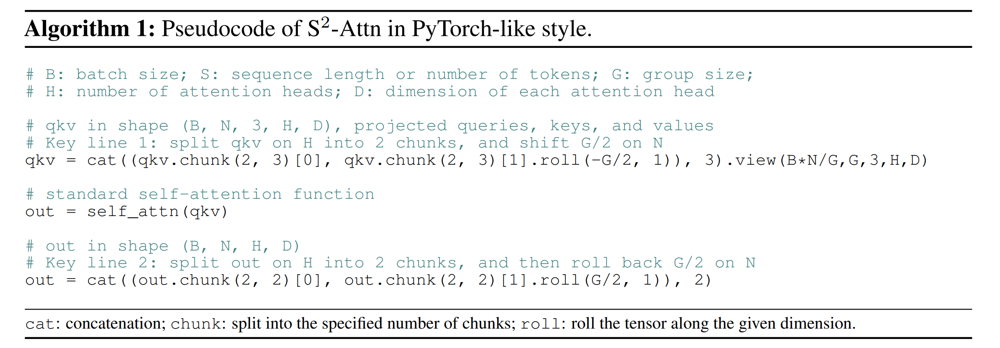 Algorithm 1: Pseudocode of S²-Attn in PyTorch-like style.
# B: batch size; S: sequence length or number of tokens; G: group size;
# H: number of attention heads; D: dimension of each attention head
# qkv in shape (B, N, 3, H, D), projected queries, keys, and values
# Key line 1: split qkv on H into 2 chunks, and shift G/2 on N
qkv = cat((qkv.chunk(2, 3)[0], qkv.chunk(2, 3)[1].roll(-G/2, 1)), 3).view(B*N/G,G,3,H,D)
# standard self-attention function
out = self_attn(qkv)
# out in shape (B, N, H, D)
# Key line 2: split out on H into 2 chunks, and then roll back G/2 on N
out = cat((out.chunk(2, 2)[0], out.chunk(2, 2)[1].roll(G/2, 1)), 2)
cat: concatenation; chunk: split into the specified number of chunks; roll: roll the tensor along the given dimension.